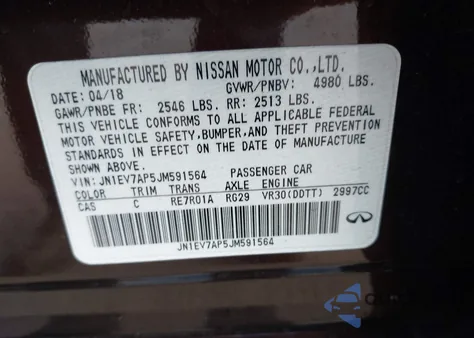 MANUFACTURED BY NISSAN MOTOR CO.,LTD.
DATE: 04/18 GVWR/PNBV: 4980 LBS.
GAWR/PNBE FR: 2546 LBS. RR: 2513 LBS.
THIS VEHICLE CONFORMS TO ALL APPLICABLE FEDERAL
MOTOR VEHICLE SAFETY, BUMPER, AND THEFT PREVENTION
STANDARDS IN EFFECT ON THE DATE OF MANUFACTURE
SHOWN ABOVE.
VIN: JN1EV7AP5JM591564 PASSENGER CAR
COLOR TRIM TRANS AXLE ENGINE
CAS C RE7R01A RG29 VR30(DDTT) 2997CC
JN1EV7AP5JM591564